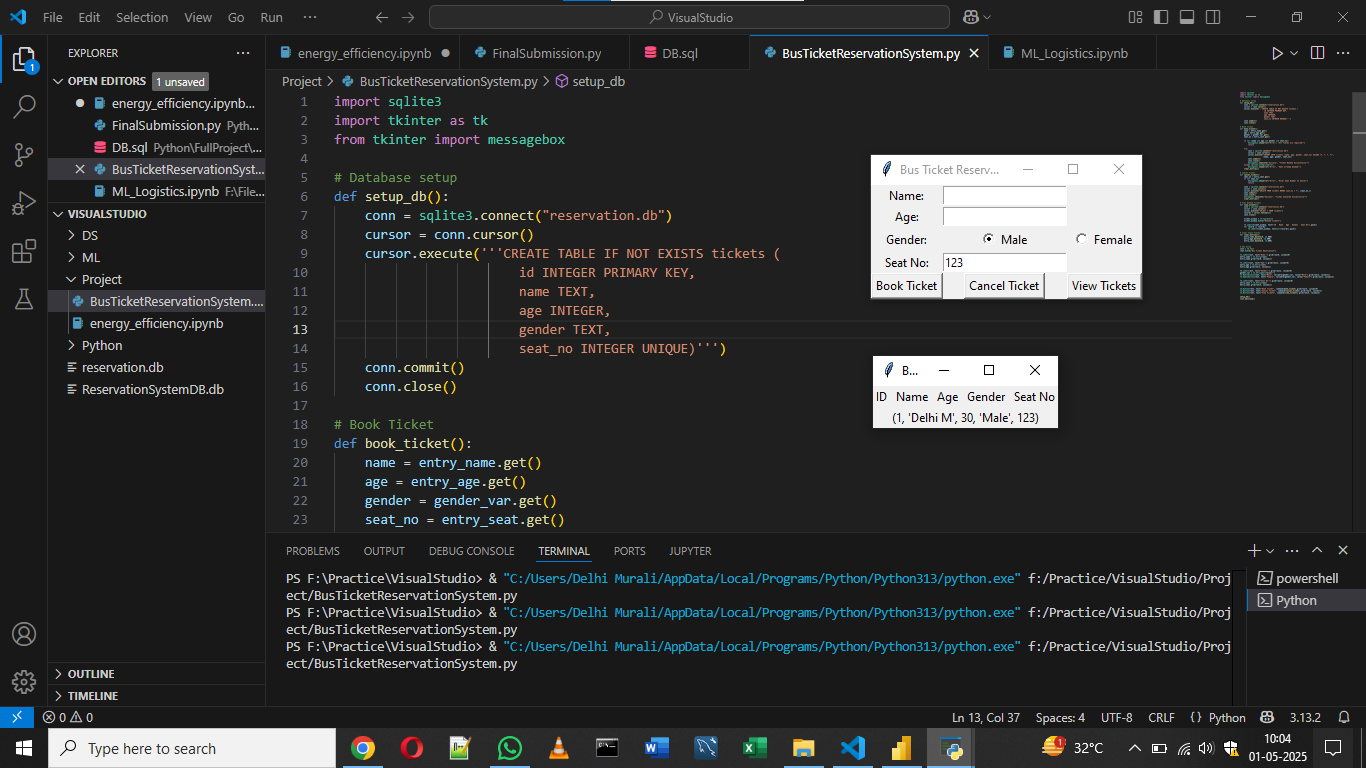 File Edit Selection View Go Run ··· VisualStudio
EXPLORER
OPEN EDITORS 1 unsaved
energy_efficiency.ipynb...
FinalSubmission.py Pyth...
DB.sql Python\FullProject\...
BusTicketReservationSyst...
ML_Logistics.ipynb F:\File...
VISUALSTUDIO
DS
ML
Project
BusTicketReservationSystem....
energy_efficiency.ipynb
Python
reservation.db
ReservationSystemDB.db
OUTLINE
TIMELINE
1
energy_efficiency.ipynb FinalSubmission.py DB.sql BusTicketReservationSystem.py ML_Logistics.ipynb
Project > BusTicketReservationSystem.py > setup_db
1 import sqlite3
2 import tkinter as tk
3 from tkinter import messagebox
4
5 # Database setup
6 def setup_db():
7 conn = sqlite3.connect("reservation.db")
8 cursor = conn.cursor()
9 cursor.execute('''CREATE TABLE IF NOT EXISTS tickets (
10 id INTEGER PRIMARY KEY,
11 name TEXT,
12 age INTEGER,
13 gender TEXT,
14 seat_no INTEGER UNIQUE)''')
15 conn.commit()
16 conn.close()
17
18 # Book Ticket
19 def book_ticket():
20 name = entry_name.get()
21 age = entry_age.get()
22 gender = gender_var.get()
23 seat_no = entry_seat.get()
Bus Ticket Reserv...
Name:
Age:
Gender: Male Female
Seat No: 123
Book Ticket Cancel Ticket View Tickets
B...
ID Name Age Gender Seat No
(1, 'Delhi M', 30, 'Male', 123)
PROBLEMS OUTPUT DEBUG CONSOLE TERMINAL PORTS JUPYTER
PS F:\Practice\VisualStudio> & "C:/Users/Delhi Murali/AppData/Local/Programs/Python/Python313/python.exe" f:/Practice/VisualStudio/Proj
ect/BusTicketReservationSystem.py
PS F:\Practice\VisualStudio> & "C:/Users/Delhi Murali/AppData/Local/Programs/Python/Python313/python.exe" f:/Practice/VisualStudio/Proj
ect/BusTicketReservationSystem.py
PS F:\Practice\VisualStudio> & "C:/Users/Delhi Murali/AppData/Local/Programs/Python/Python313/python.exe" f:/Practice/VisualStudio/Proj
ect/BusTicketReservationSystem.py
powershell
Python
0 0 Ln 13, Col 37 Spaces: 4 UTF-8 CRLF {} Python 3.13.2
Type here to search 32°C 10:04
01-05-2025